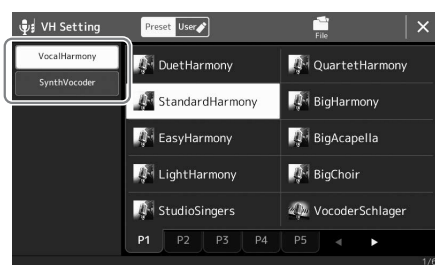 VH Setting
Preset User
File
VocalHarmony
SynthVocoder
DuetHarmony QuartetHarmony
StandardHarmony BigHarmony
EasyHarmony BigAcapella
LightHarmony BigChoir
StudioSingers VocoderSchlager
P1 P2 P3 P4 P5
1/6